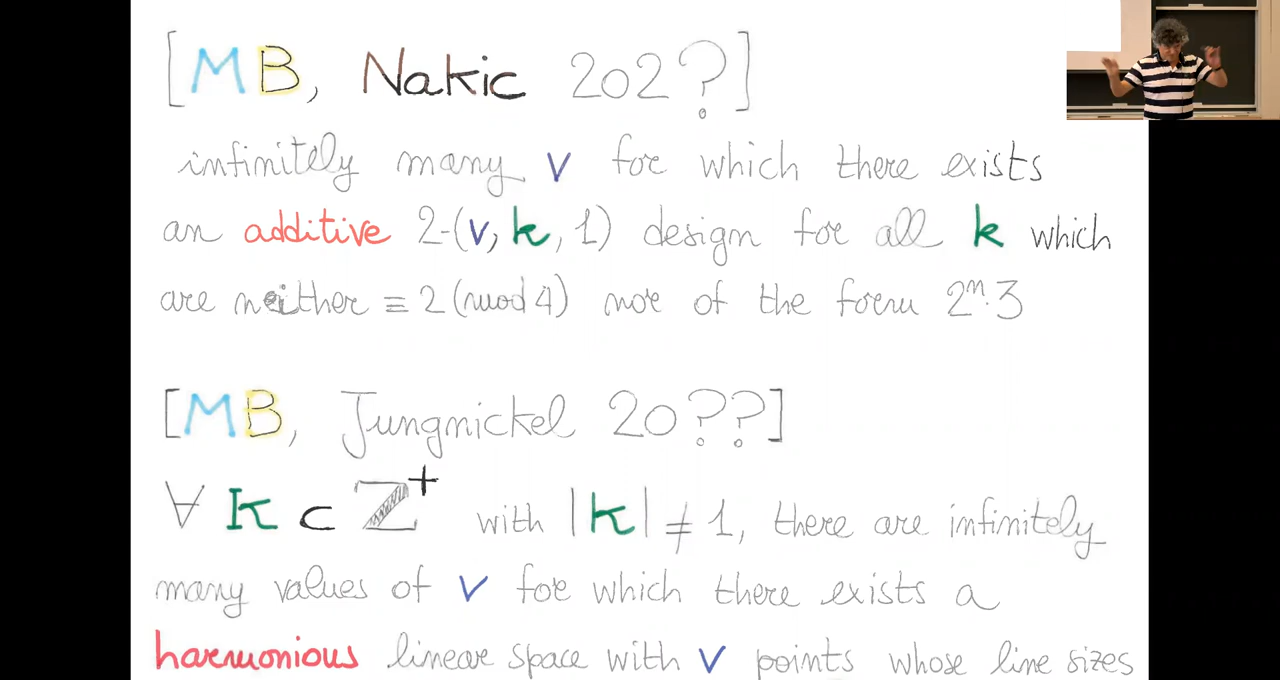 [MB, Nakic 202?]
infinitely many v for which there exists
an additive 2-(v, k, 1) design for all k which
are neither ≡ 2 (mod 4) nor of the form 2ⁿ·3
[MB, Jungnickel 20??]
∀ K ⊂ ℤ⁺ with |K| ≠ 1, there are infinitely
many values of v for which there exists a
harmonious linear space with v points whose line sizes